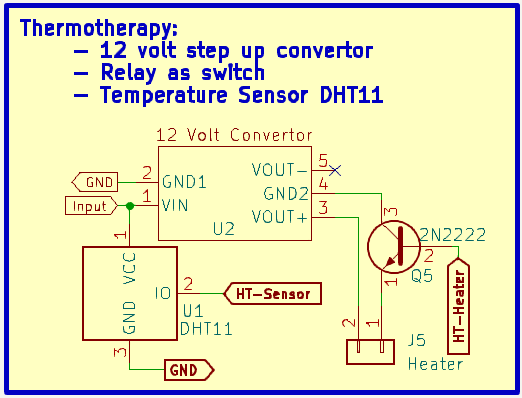 Thermotherapy:
— 12 volt step up convertor
— Relay as switch
— Temperature Sensor DHT11
12 Volt Convertor
VOUT- 5
GND 2 GND1
GND2 4
Input 1 VIN
VOUT+ 3
U2
3
2N2222
2
Q5
1
VCC
IO 2 HT-Sensor
U1
DHT11
GND
3
GND
1
HT-Heater
2
1
J5
Heater